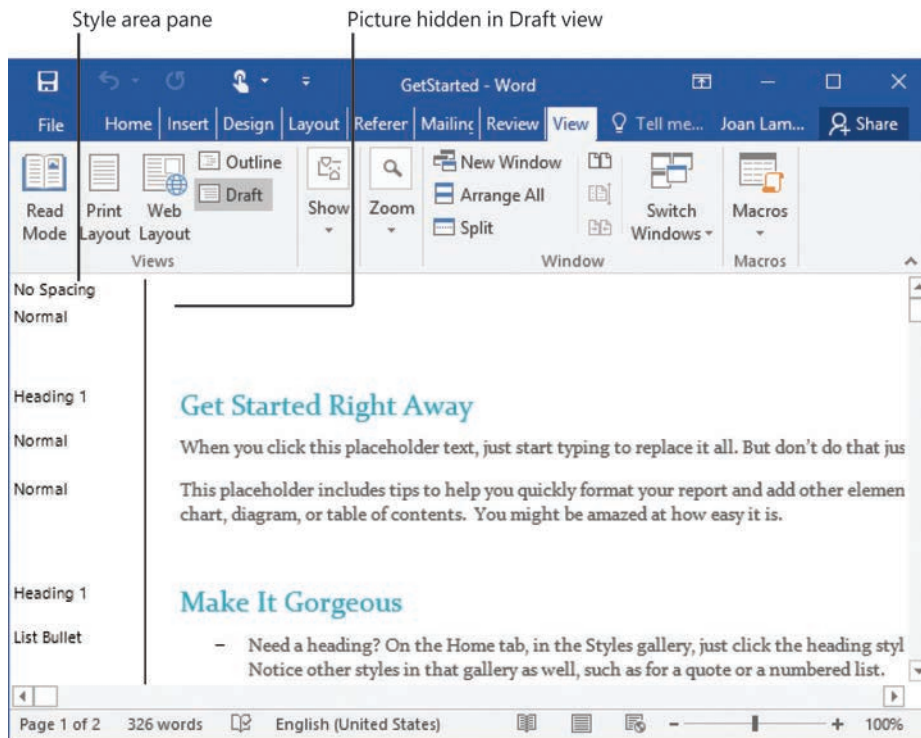 Style area pane
Picture hidden in Draft view
GetStarted - Word
File Home Insert Design Layout Referer Mailing Review View Tell me... Joan Lam... Share
Read Mode
Print Layout
Web Layout
Outline
Draft
Show
Zoom
New Window
Arrange All
Split
Switch Windows
Macros
Views
Window
Macros
No Spacing
Normal
Heading 1
Get Started Right Away
Normal
When you click this placeholder text, just start typing to replace it all. But don’t do that jus
Normal
This placeholder includes tips to help you quickly format your report and add other elemen
chart, diagram, or table of contents. You might be amazed at how easy it is.
Heading 1
Make It Gorgeous
List Bullet
– Need a heading? On the Home tab, in the Styles gallery, just click the heading styl
Notice other styles in that gallery as well, such as for a quote or a numbered list.
Page 1 of 2 326 words English (United States) - + 100%